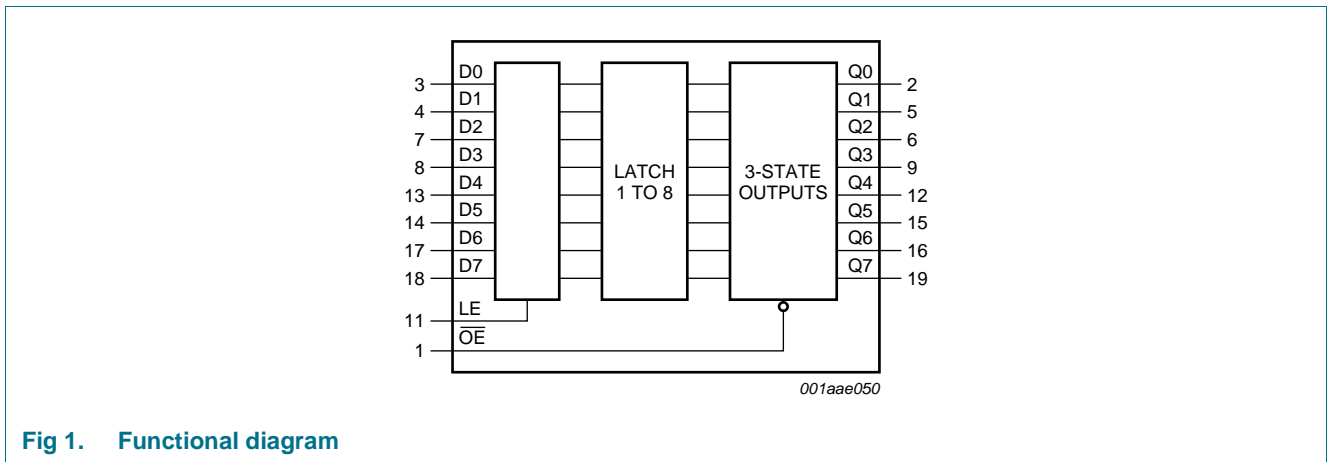 D0 Q0
3 2
D1 Q1
4 5
D2 Q2
7 6
D3 Q3
8 9
LATCH 3-STATE
D4 Q4
1 TO 8 OUTPUTS
13 12
D5 Q5
14 15
D6 Q6
17 16
D7 Q7
18 19
LE
11
O̅E̅
1
001aae050
Fig 1. Functional diagram